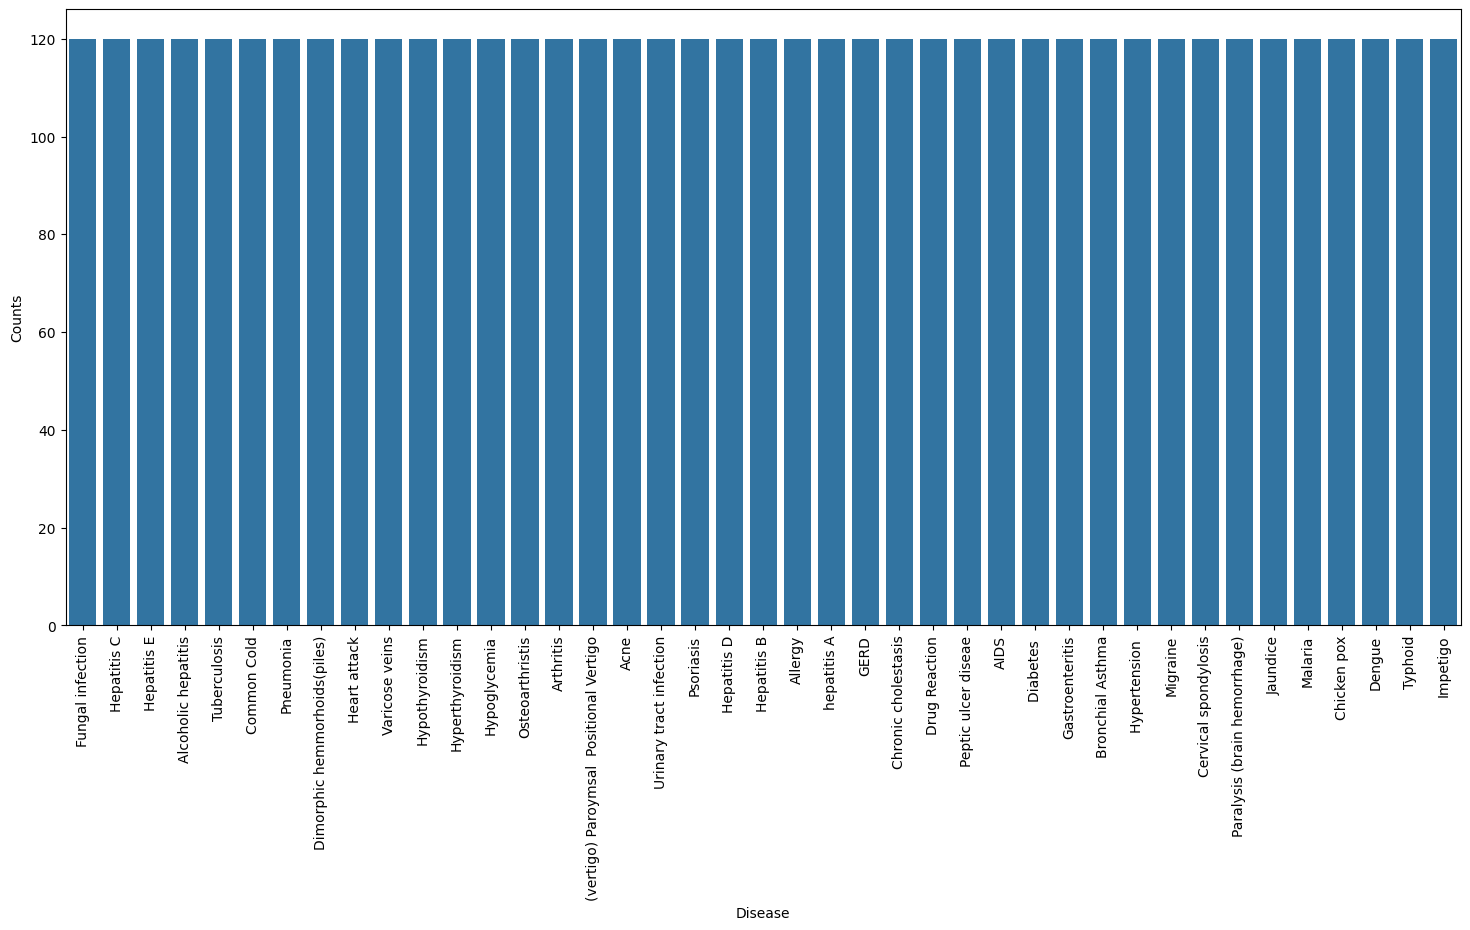 120
100
80
60
40
20
0
Counts
Fungal infection
Hepatitis C
Hepatitis E
Alcoholic hepatitis
Tuberculosis
Common Cold
Pneumonia
Dimorphic hemmorhoids(piles)
Heart attack
Varicose veins
Hypothyroidism
Hyperthyroidism
Hypoglycemia
Osteoarthristis
Arthritis
(vertigo) Paroymsal  Positional Vertigo
Acne
Urinary tract infection
Psoriasis
Hepatitis D
Hepatitis B
Allergy
hepatitis A
GERD
Chronic cholestasis
Drug Reaction
Peptic ulcer diseae
AIDS
Diabetes
Gastroenteritis
Bronchial Asthma
Hypertension
Migraine
Cervical spondylosis
Paralysis (brain hemorrhage)
Jaundice
Malaria
Chicken pox
Dengue
Typhoid
Impetigo
Disease